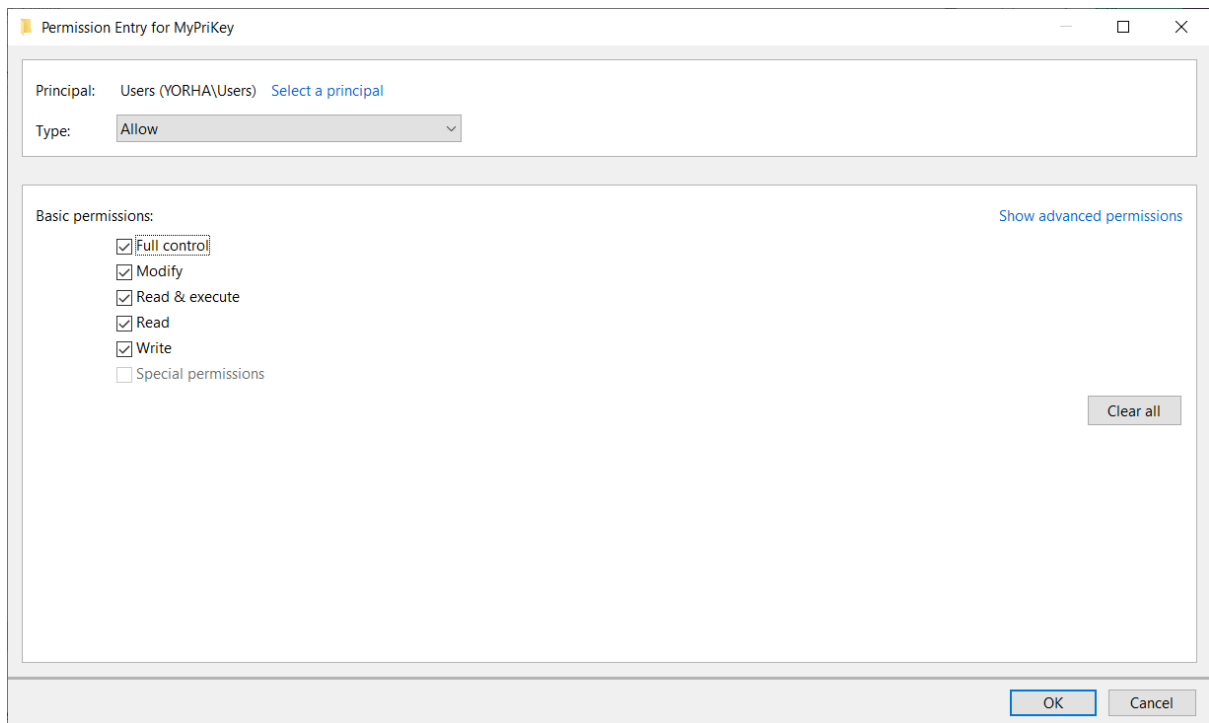 Permission Entry for MyPriKey
Principal: Users (YORHA\Users) Select a principal
Type: Allow
Basic permissions: Show advanced permissions
Full control
Modify
Read & execute
Read
Write
Special permissions
Clear all
OK Cancel